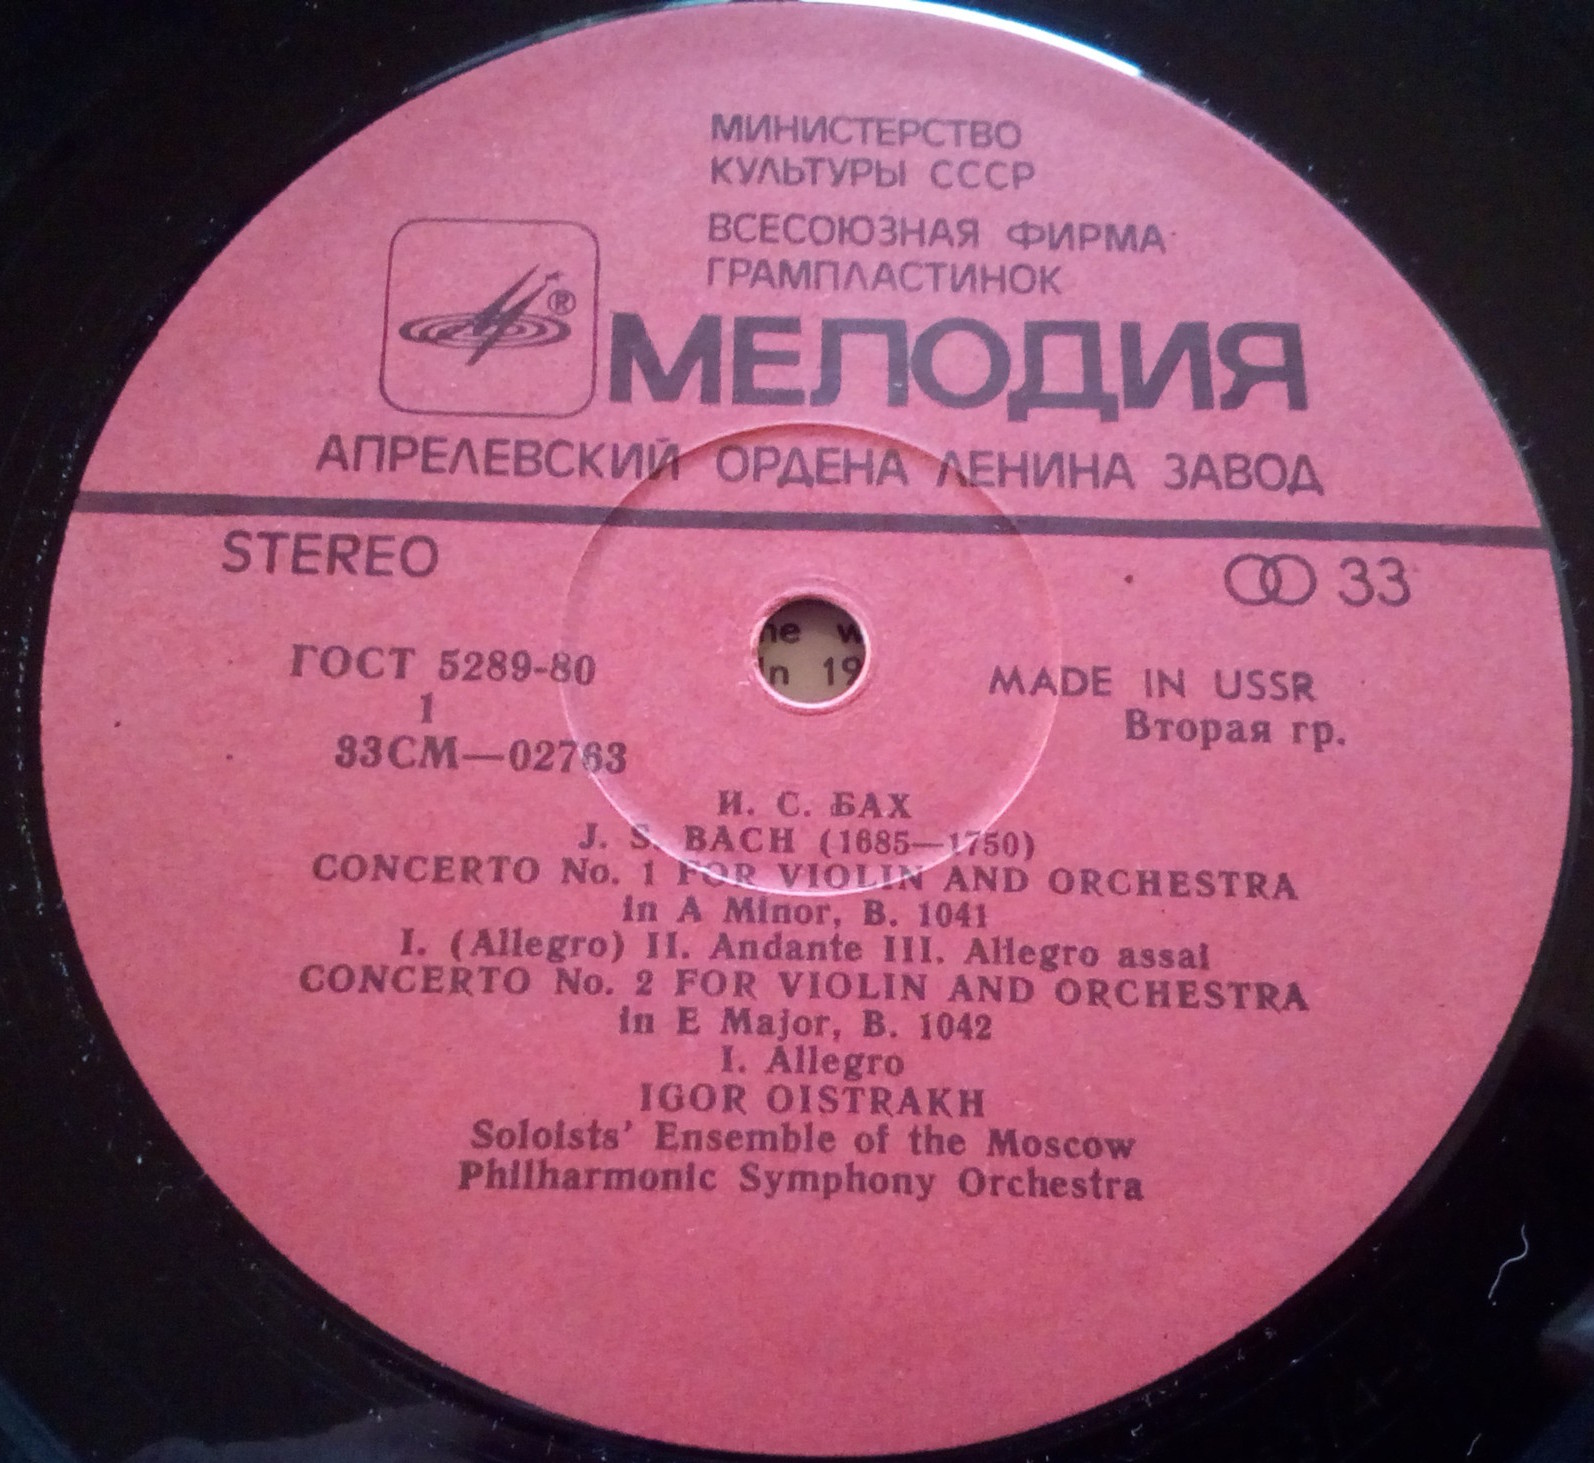 МИНИСТЕРСТВО
КУЛЬТУРЫ СССР
ВСЕСОЮЗНАЯ ФИРМА
ГРАМПЛАСТИНОК
®
МЕЛОДИЯ
АПРЕЛЕВСКИЙ ОРДЕНА ЛЕНИНА ЗАВОД
STEREO
33
ГОСТ 5289-80
MADE IN USSR
1
Вторая гр.
33СМ—02763
И. С. БАХ
J. S. BACH (1685—1750)
CONCERTO No. 1 FOR VIOLIN AND ORCHESTRA
in A Minor, B. 1041
I. (Allegro) II. Andante III. Allegro assai
CONCERTO No. 2 FOR VIOLIN AND ORCHESTRA
in E Major, B. 1042
I. Allegro
IGOR OISTRAKH
Soloists' Ensemble of the Moscow
Philharmonic Symphony Orchestra